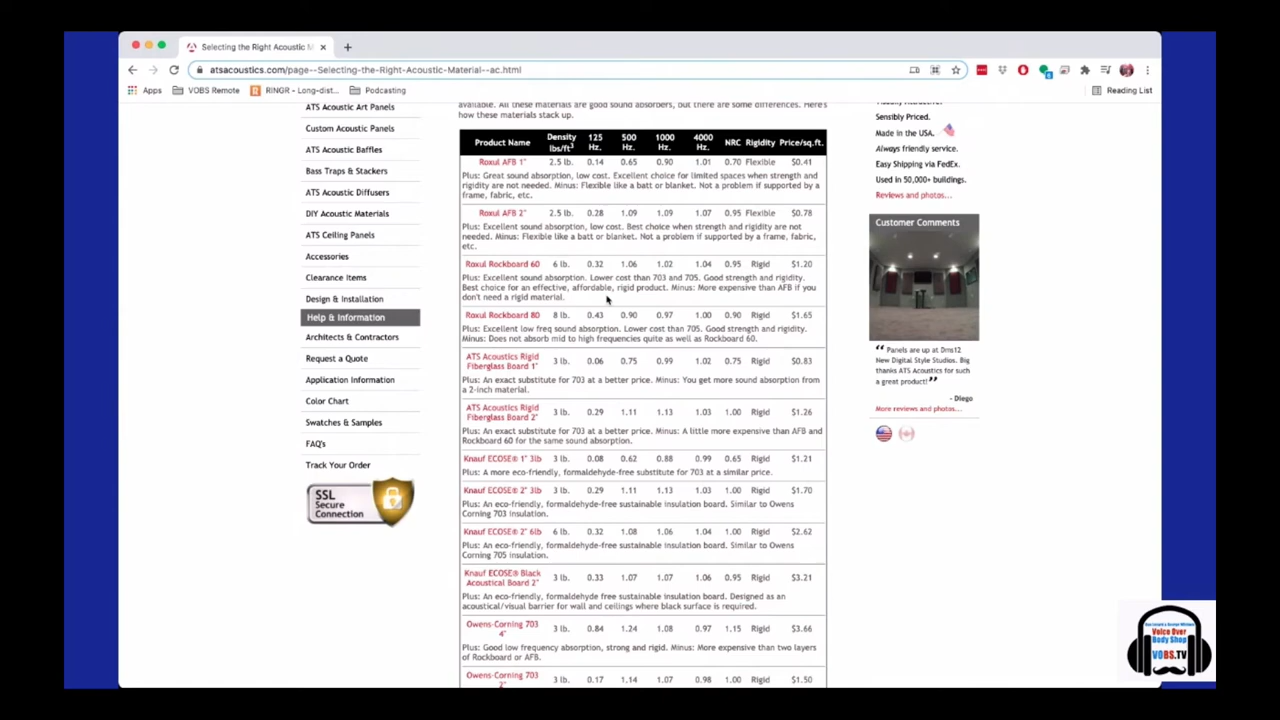 Selecting the Right Acoustic M
atsacoustics.com/page--Selecting-the-Right-Acoustic-Material--ac.html
Apps
VOBS Remote
RINGR - Long-dist...
Podcasting
Reading List
ATS Acoustic Art Panels
Custom Acoustic Panels
ATS Acoustic Baffles
Bass Traps & Stackers
ATS Acoustic Diffusers
DIY Acoustic Materials
ATS Ceiling Panels
Accessories
Clearance Items
Design & Installation
Help & Information
Architects & Contractors
Request a Quote
Application Information
Color Chart
Swatches & Samples
FAQ's
Track Your Order
SSL
Secure
Connection
available. All these materials are good sound absorbers, but there are some differences. Here's
how these materials stack up.
Product Name Density lbs/ft³ 125 Hz. 500 Hz. 1000 Hz. 4000 Hz. NRC Rigidity Price/sq.ft.
Roxul AFB 1" 2.5 lb. 0.14 0.65 0.90 1.01 0.70 Flexible $0.41
Plus: Great sound absorption, low cost. Excellent choice for limited spaces when strength and
rigidity are not needed. Minus: Flexible like a batt or blanket. Not a problem if supported by a
frame, fabric, etc.
Roxul AFB 2" 2.5 lb. 0.28 1.09 1.09 1.07 0.95 Flexible $0.78
Plus: Excellent sound absorption, low cost. Best choice when strength and rigidity are not
needed. Minus: Flexible like a batt or blanket. Not a problem if supported by a frame, fabric,
etc.
Roxul Rockboard 60 6 lb. 0.32 1.06 1.02 1.04 0.95 Rigid $1.20
Plus: Excellent sound absorption. Lower cost than 703 and 705. Good strength and rigidity.
Best choice for an effective, affordable, rigid product. Minus: More expensive than AFB if you
don't need a rigid material.
Roxul Rockboard 80 8 lb. 0.43 0.90 0.97 1.00 0.90 Rigid $1.65
Plus: Excellent low freq sound absorption. Lower cost than 705. Good strength and rigidity.
Minus: Does not absorb mid to high frequencies quite as well as Rockboard 60.
ATS Acoustics Rigid
Fiberglass Board 1" 3 lb. 0.06 0.75 0.99 1.02 0.75 Rigid $0.83
Plus: An exact substitute for 703 at a better price. Minus: You get more sound absorption from
a 2-inch material.
ATS Acoustics Rigid
Fiberglass Board 2" 3 lb. 0.29 1.11 1.13 1.03 1.00 Rigid $1.26
Plus: An exact substitute for 703 at a better price. Minus: A little more expensive than AFB and
Rockboard 60 for the same sound absorption.
Knauf ECOSE® 1" 3lb 3 lb. 0.08 0.62 0.88 0.99 0.65 Rigid $1.21
Plus: A more eco-friendly, formaldehyde-free substitute for 703 at a similar price.
Knauf ECOSE® 2" 3lb 3 lb. 0.29 1.11 1.13 1.03 1.00 Rigid $1.70
Plus: An eco-friendly, formaldehyde-free sustainable insulation board. Similar to Owens
Corning 703 insulation.
Knauf ECOSE® 2" 6lb 6 lb. 0.32 1.08 1.06 1.04 1.00 Rigid $2.62
Plus: An eco-friendly, formaldehyde-free sustainable insulation board. Similar to Owens
Corning 705 insulation.
Knauf ECOSE® Black
Acoustical Board 2" 3 lb. 0.33 1.07 1.07 1.06 0.95 Rigid $3.21
Plus: An eco-friendly, formaldehyde free sustainable insulation board. Designed as an
acoustical/visual barrier for wall and ceilings where black surface is required.
Owens-Corning 703
4" 3 lb. 0.84 1.24 1.08 0.97 1.15 Rigid $3.66
Plus: Good low frequency absorption, strong and rigid. Minus: More expensive than two layers
of Rockboard or AFB.
Owens-Corning 703
2" 3 lb. 0.17 1.14 1.07 0.98 1.00 Rigid $1.50
Sensibly Priced.
Made in the USA.
Always friendly service.
Easy Shipping via FedEx.
Used in 50,000+ buildings.
Reviews and photos...
Customer Comments
"Panels are up at Dms12
New Digital Style Studios. Big
thanks ATS Acoustics for such
a great product!"
- Diego
More reviews and photos...
Voice Over
Body Shop
VOBS.TV